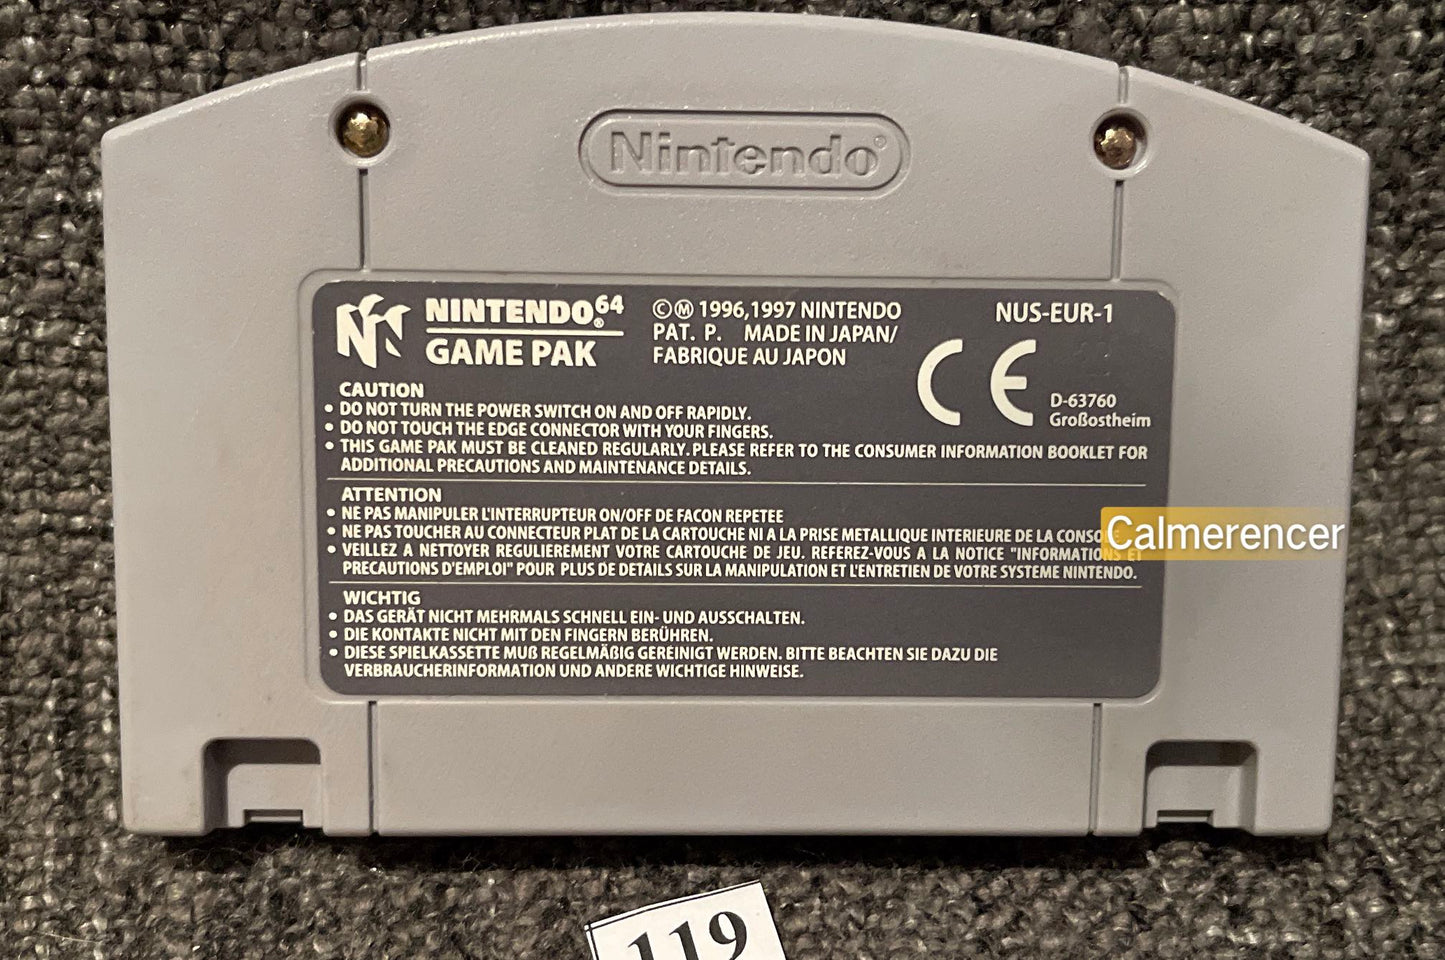 Nintendo®
NINTENDO®64
GAME PAK
©Ⓜ 1996,1997 NINTENDO
PAT. P. MADE IN JAPAN/
FABRIQUE AU JAPON
NUS-EUR-1
CE
D-63760
Großostheim
CAUTION
• DO NOT TURN THE POWER SWITCH ON AND OFF RAPIDLY.
• DO NOT TOUCH THE EDGE CONNECTOR WITH YOUR FINGERS.
• THIS GAME PAK MUST BE CLEANED REGULARLY. PLEASE REFER TO THE CONSUMER INFORMATION BOOKLET FOR
ADDITIONAL PRECAUTIONS AND MAINTENANCE DETAILS.
ATTENTION
• NE PAS MANIPULER L'INTERRUPTEUR ON/OFF DE FACON REPETEE
• NE PAS TOUCHER AU CONNECTEUR PLAT DE LA CARTOUCHE NI A LA PRISE METALLIQUE INTERIEURE DE LA CONSOLE
• VEILLEZ A NETTOYER REGULIEREMENT VOTRE CARTOUCHE DE JEU. REFEREZ-VOUS A LA NOTICE "INFORMATIONS ET
PRECAUTIONS D'EMPLOI" POUR PLUS DE DETAILS SUR LA MANIPULATION ET L'ENTRETIEN DE VOTRE SYSTEME NINTENDO.
Calmerencer
WICHTIG
• DAS GERÄT NICHT MEHRMALS SCHNELL EIN- UND AUSSCHALTEN.
• DIE KONTAKTE NICHT MIT DEN FINGERN BERÜHREN.
• DIESE SPIELKASSETTE MUß REGELMÄßIG GEREINIGT WERDEN. BITTE BEACHTEN SIE DAZU DIE
VERBRAUCHERINFORMATION UND ANDERE WICHTIGE HINWEISE.
119